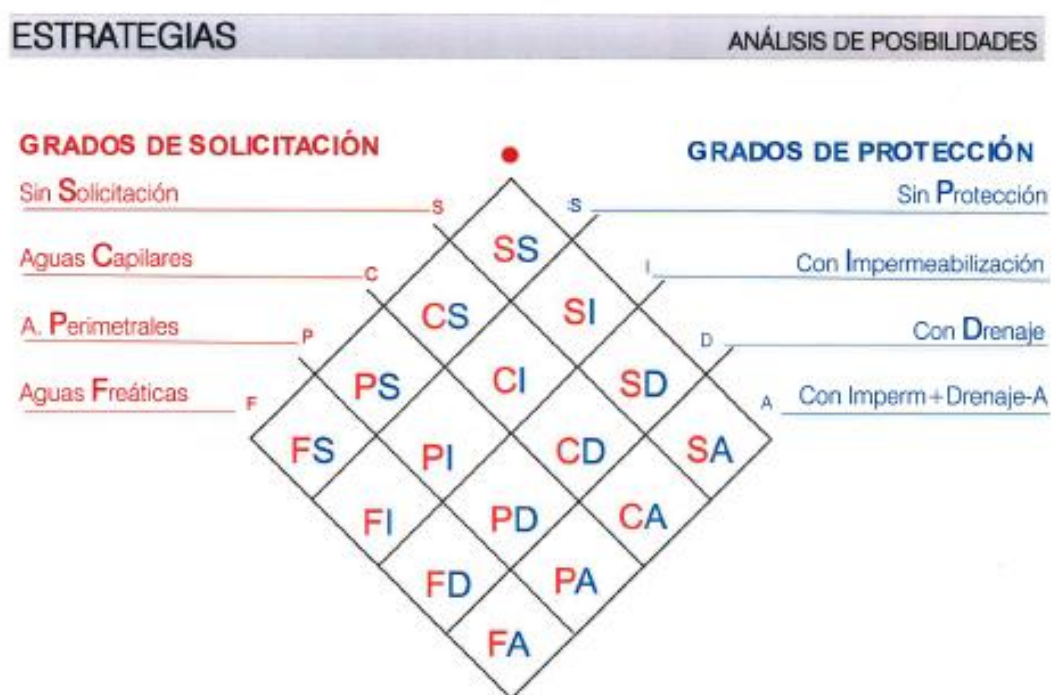 ESTRATEGIAS
ANÁLISIS DE POSIBILIDADES
GRADOS DE SOLICITACIÓN
GRADOS DE PROTECCIÓN
Sin Solicitación S
S Sin Protección
Aguas Capilares C
I Con Impermeabilización
A. Perimetrales P
D Con Drenaje
Aguas Freáticas F
A Con Imperm+Drenaje-A
SS
CS SI
PS CI SD
FS PI CD SA
FI PD CA
FD PA
FA